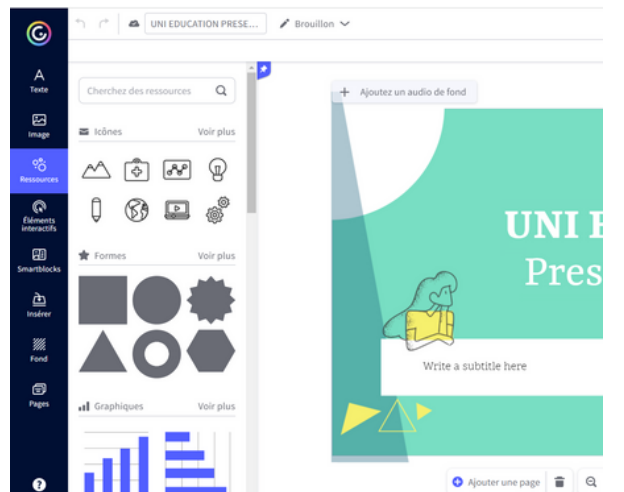 UNI EDUCATION PRESE...
Brouillon
Texte
Image
Ressources
Éléments
interactifs
Smartblocks
Insérer
Fond
Pages
Cherchez des ressources
Icônes
Voir plus
Formes
Voir plus
Graphiques
Voir plus
Ajoutez un audio de fond
UNI E
Pres
Write a subtitle here
Ajouter une page